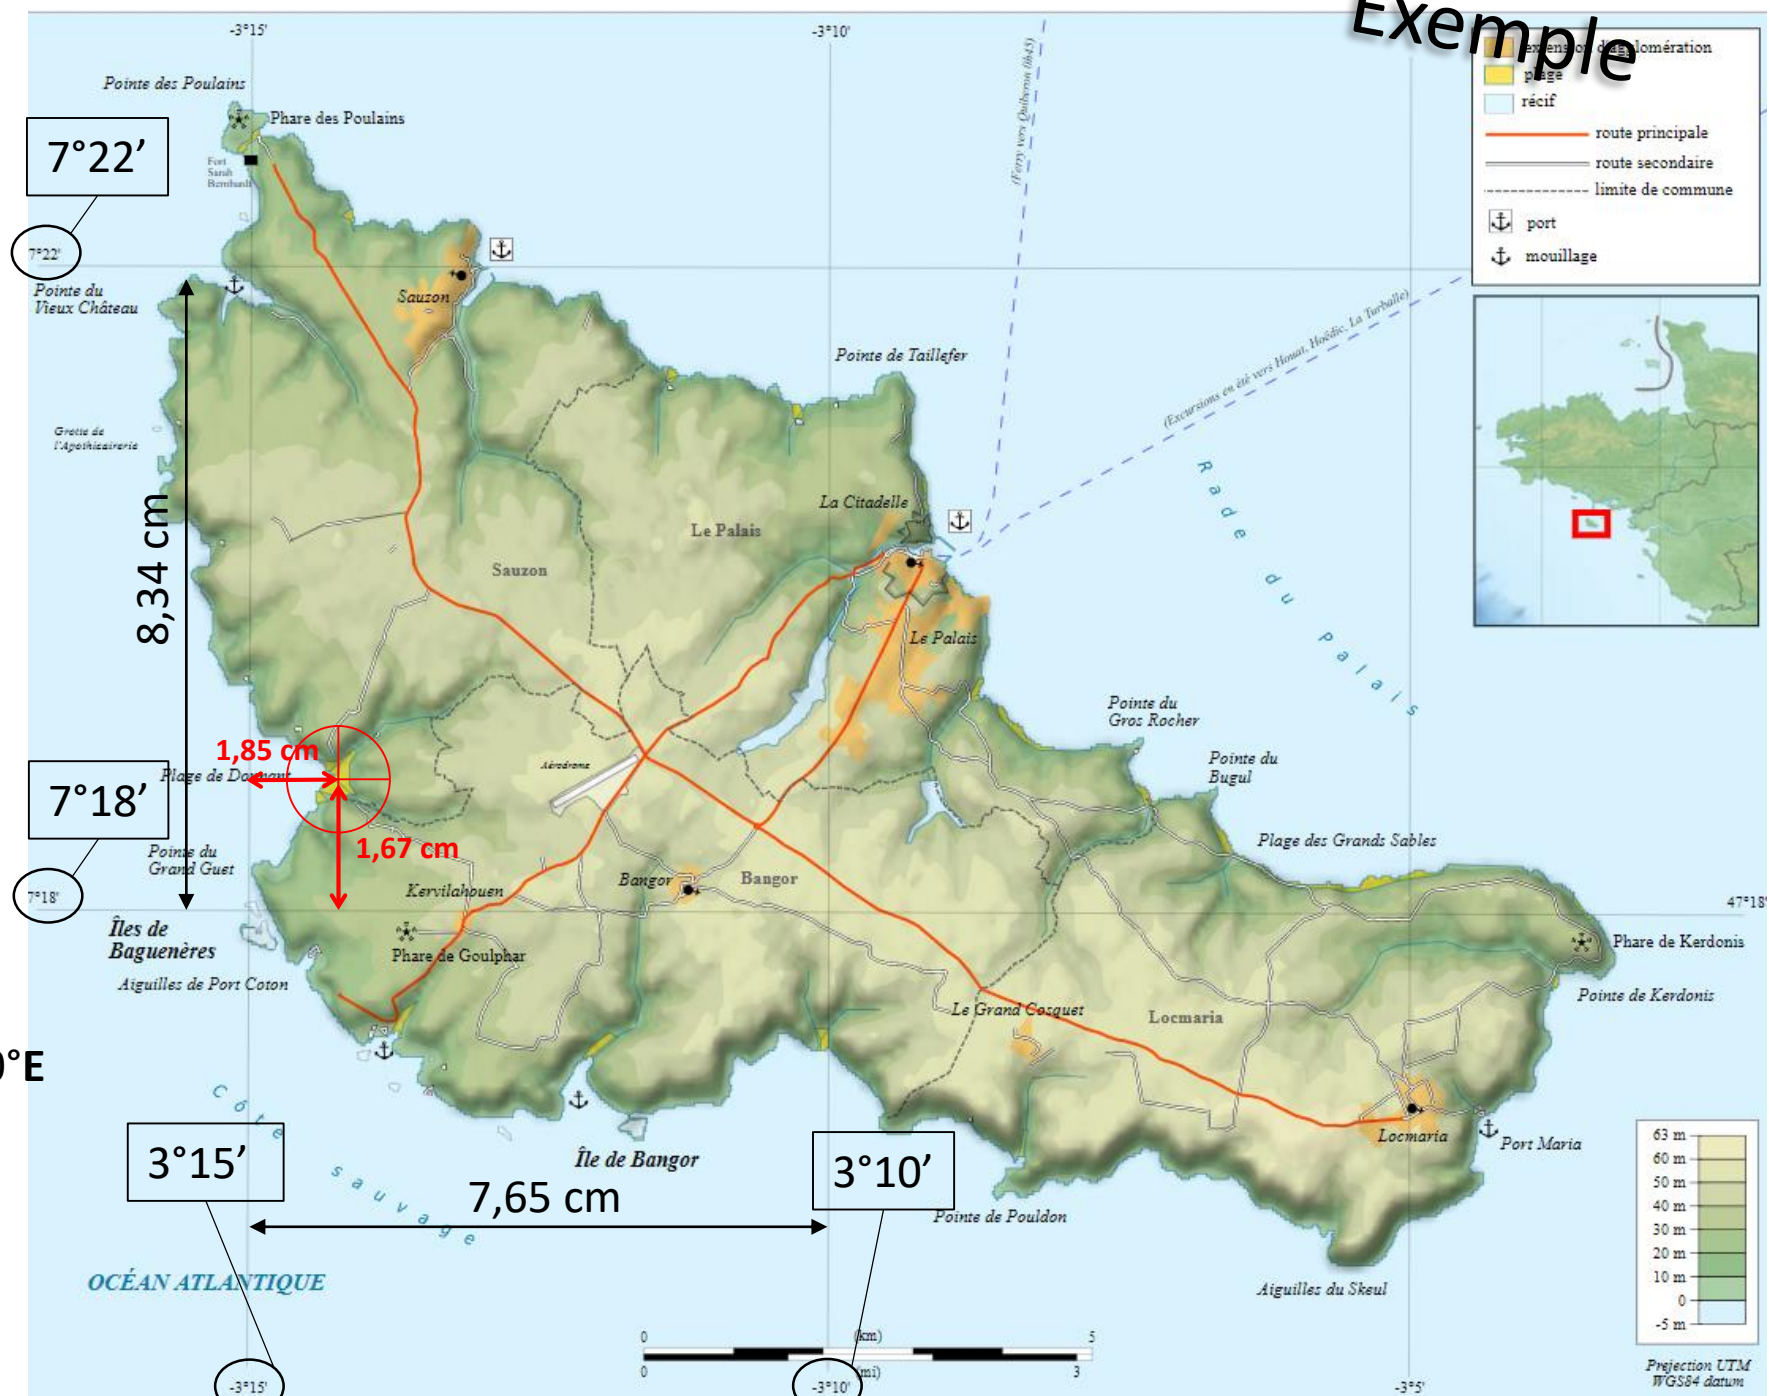 Exemple
-3°15'
-3°10'
extension d'agglomération
plage
récif
route principale
route secondaire
limite de commune
port
mouillage
Pointe des Poulains
Phare des Poulains
(Ferry vers Quiberon 0h45)
7°22'
Fort
Sarah
Bernhardt
7°22'
Pointe du
Vieux Château
Sauzon
Pointe de Taillefer
(Excursions en été vers Houat, Hoëdic, La Turballe)
Grotte de
l'Apothicairerie
8,34 cm
La Citadelle
Le Palais
Sauzon
Rade du Palais
Le Palais
Pointe du
Gros Rocher
1,85 cm
Plage de Donnant
Aérodrome
Pointe du
Bugul
7°18'
1,67 cm
Pointe du
Grand Guet
Plage des Grands Sables
Kervilahouen
Bangor
Bangor
7°18'
47°18'
Îles de
Baguenères
Phare de Goulphar
Phare de Kerdonis
Aiguilles de Port Coton
Pointe de Kerdonis
Le Grand Cosquet
Locmaria
0°E
Côte sauvage
3°15'
Île de Bangor
3°10'
7,65 cm
Locmaria
Port Maria
Pointe de Pouldon
63 m
60 m
50 m
40 m
30 m
20 m
10 m
0
-5 m
OCÉAN ATLANTIQUE
Aiguilles du Skeul
0 (km) 5
0 (mi) 3
Projection UTM
WGS84 datum
-3°15'
-3°10'
-3°5'